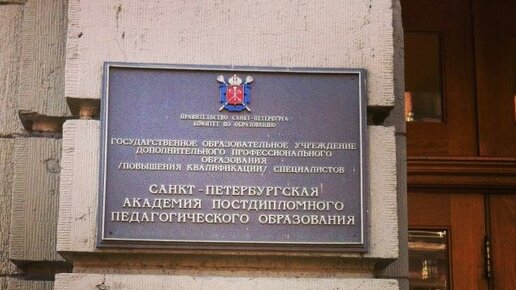 ПРАВИТЕЛЬСТВО САНКТ-ПЕТЕРБУРГА
КОМИТЕТ ПО ОБРАЗОВАНИЮ
ГОСУДАРСТВЕННОЕ ОБРАЗОВАТЕЛЬНОЕ УЧРЕЖДЕНИЕ
ДОПОЛНИТЕЛЬНОГО ПРОФЕССИОНАЛЬНОГО
ОБРАЗОВАНИЯ
/ПОВЫШЕНИЯ КВАЛИФИКАЦИИ/ СПЕЦИАЛИСТОВ
САНКТ-ПЕТЕРБУРГСКАЯ
АКАДЕМИЯ ПОСТДИПЛОМНОГО
ПЕДАГОГИЧЕСКОГО ОБРАЗОВАНИЯ